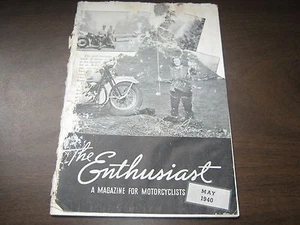 The
Enthusiast
A MAGAZINE FOR MOTORCYCLISTS
MAY
1940